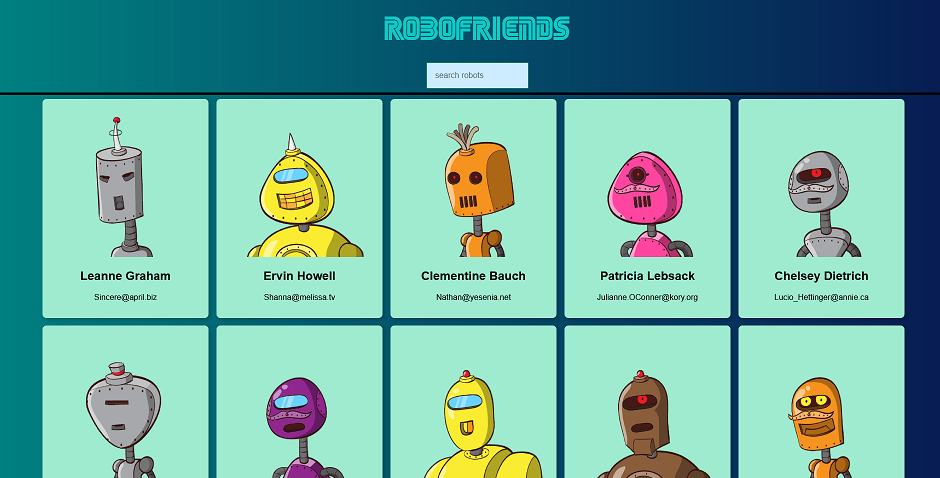 ROBOFRIENDS
search robots
Leanne Graham
Ervin Howell
Clementine Bauch
Patricia Lebsack
Chelsey Dietrich
Sincere@april.biz
Shanna@melissa.tv
Nathan@yesenia.net
Julianne.OConner@kory.org
Lucio_Hettinger@annie.ca